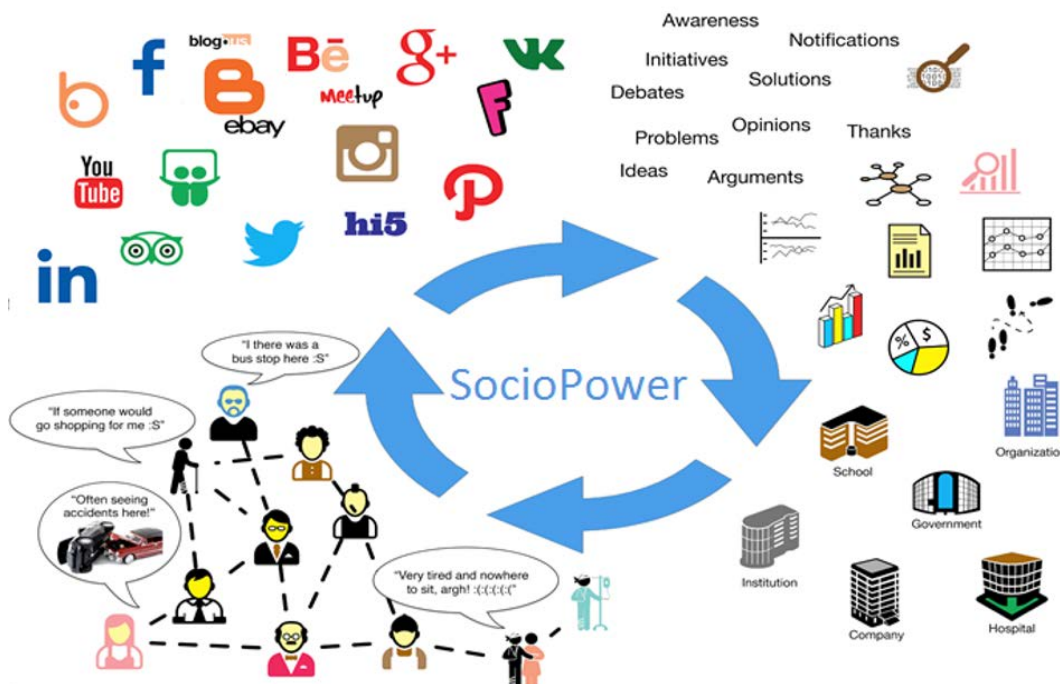 blog.us
Bē
g+
meetup
ebay
You
Tube
hi5
in
Awareness
Notifications
Initiatives
Solutions
Debates
Opinions
Problems
Thanks
Ideas
Arguments
% $
SocioPower
"I there was a
bus stop here :S"
"If someone would
go shopping for me :S"
"Often seeing
accidents here!"
"Very tired and nowhere
to sit, argh! :(:(:(:(:("
School
Organizatio
Government
Institution
Company
Hospital